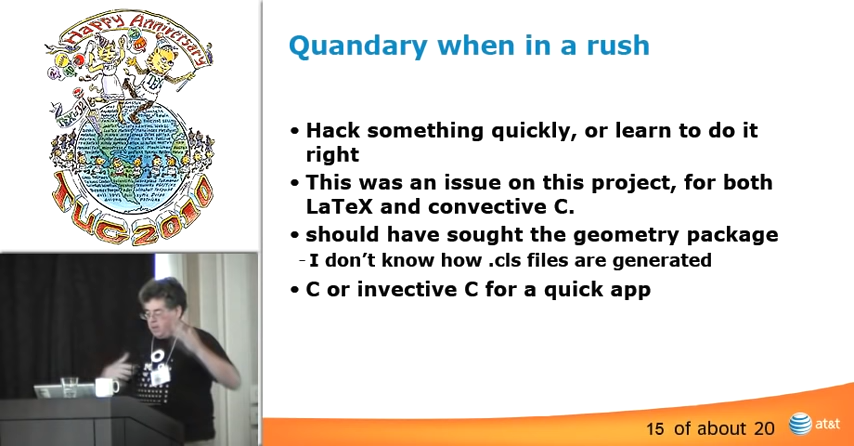 Happy Anniversary
TUG 2010
Quandary when in a rush
• Hack something quickly, or learn to do it
right
• This was an issue on this project, for both
LaTeX and convective C.
• should have sought the geometry package
- I don’t know how .cls files are generated
• C or invective C for a quick app
15 of about 20
at&t